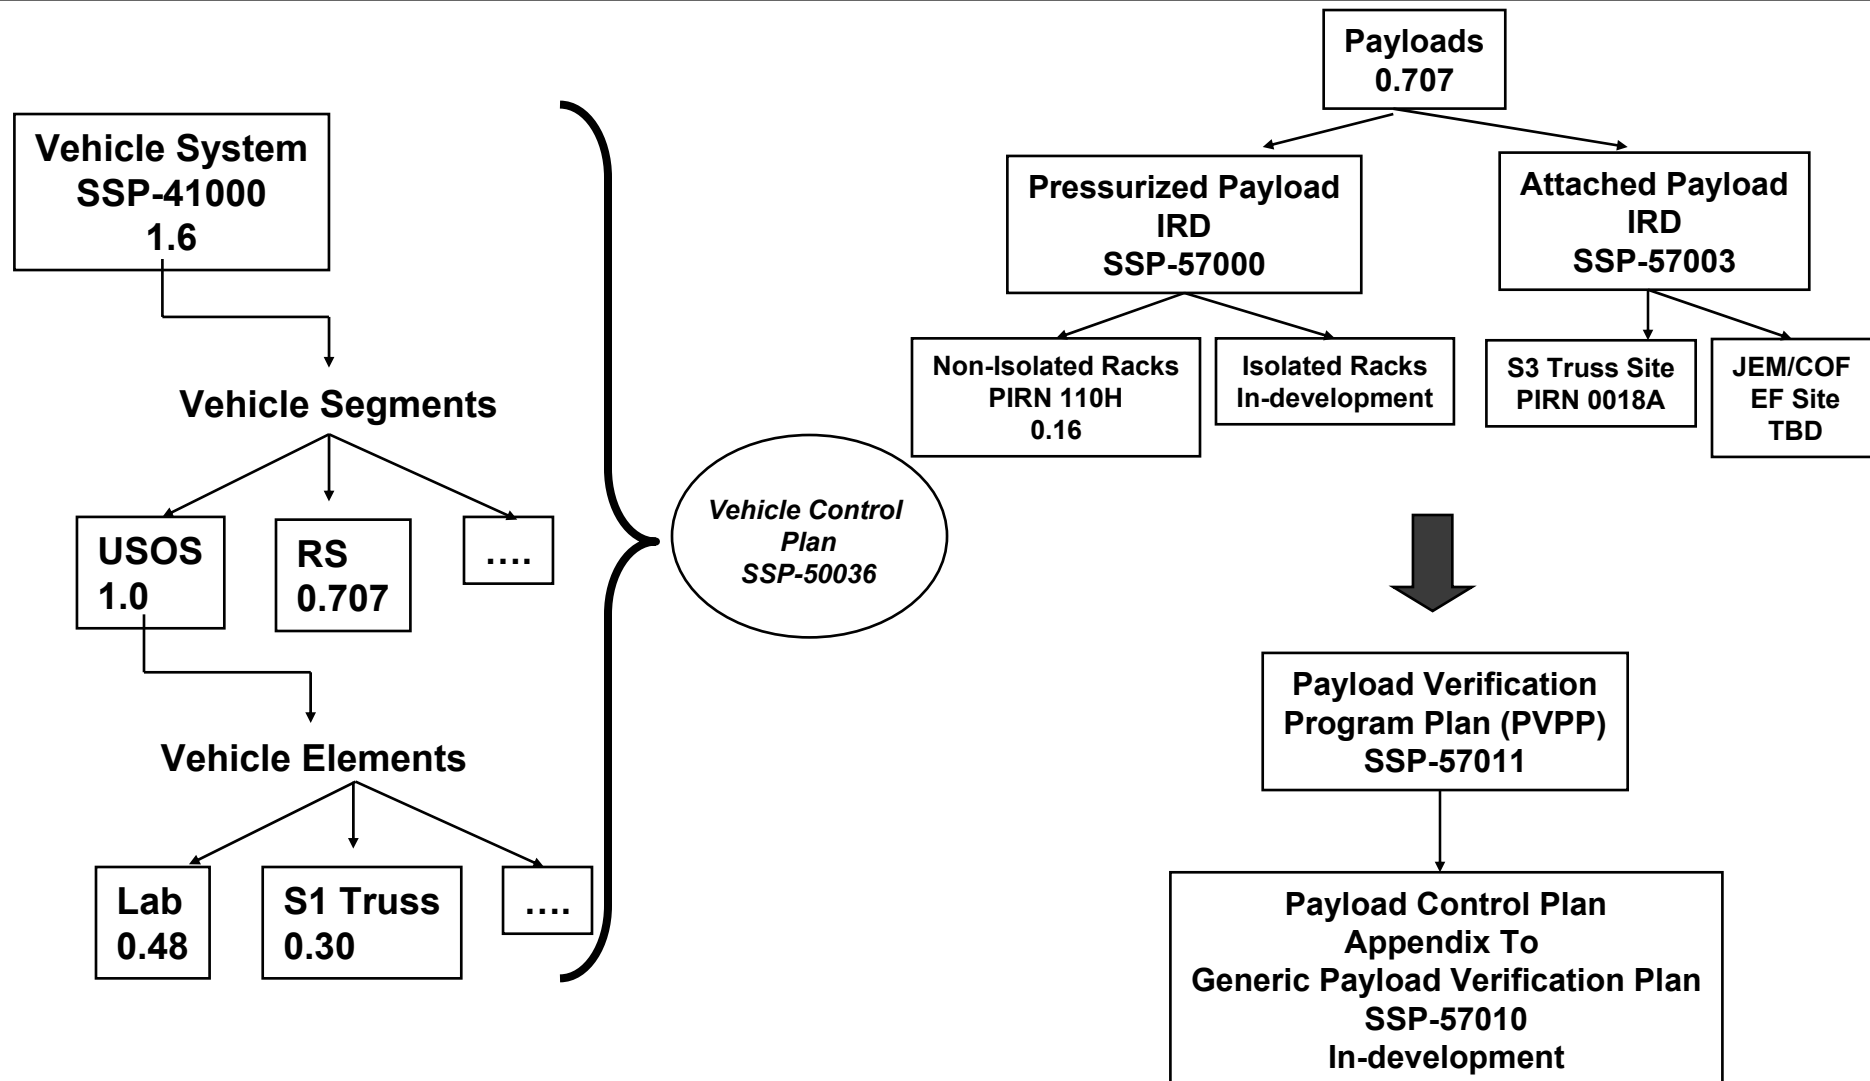 Vehicle System
SSP-41000
1.6
Vehicle Segments
USOS
1.0
RS
0.707
....
Vehicle Elements
Lab
0.48
S1 Truss
0.30
....
Vehicle Control
Plan
SSP-50036
Payloads
0.707
Pressurized Payload
IRD
SSP-57000
Attached Payload
IRD
SSP-57003
Non-Isolated Racks
PIRN 110H
0.16
Isolated Racks
In-development
S3 Truss Site
PIRN 0018A
JEM/COF
EF Site
TBD
Payload Verification
Program Plan (PVPP)
SSP-57011
Payload Control Plan
Appendix To
Generic Payload Verification Plan
SSP-57010
In-development